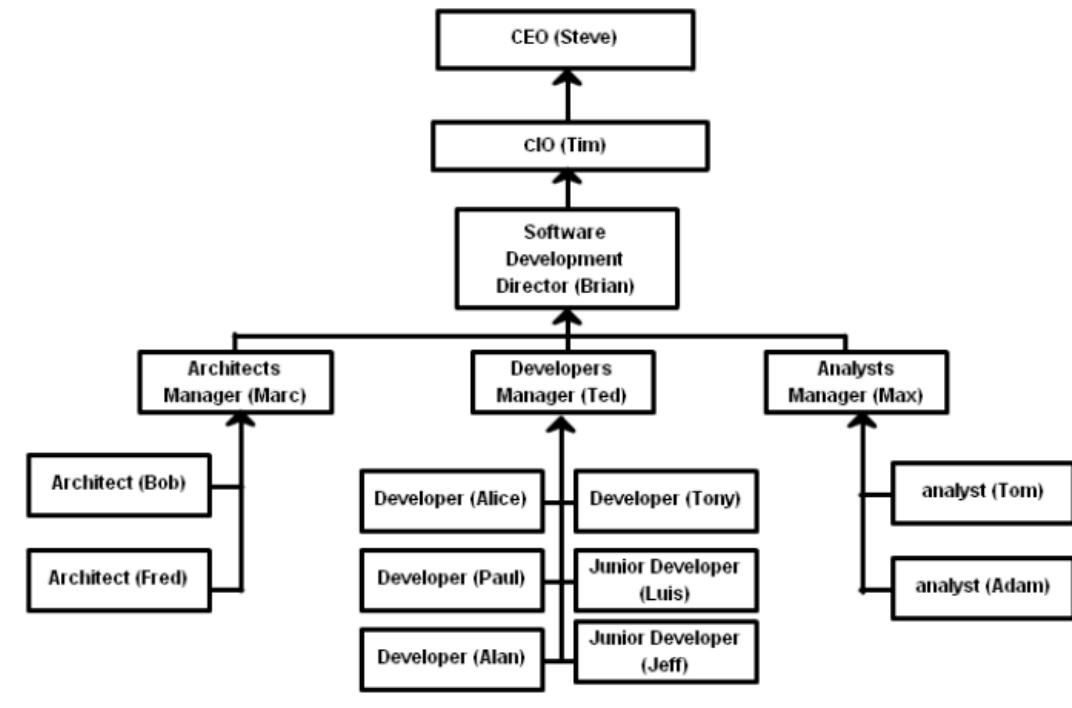 CEO (Steve)
CIO (Tim)
Software
Development
Director (Brian)
Architects
Manager (Marc)
Developers
Manager (Ted)
Analysts
Manager (Max)
Architect (Bob)
Architect (Fred)
Developer (Alice)
Developer (Tony)
Developer (Paul)
Junior Developer
(Luis)
Developer (Alan)
Junior Developer
(Jeff)
analyst (Tom)
analyst (Adam)